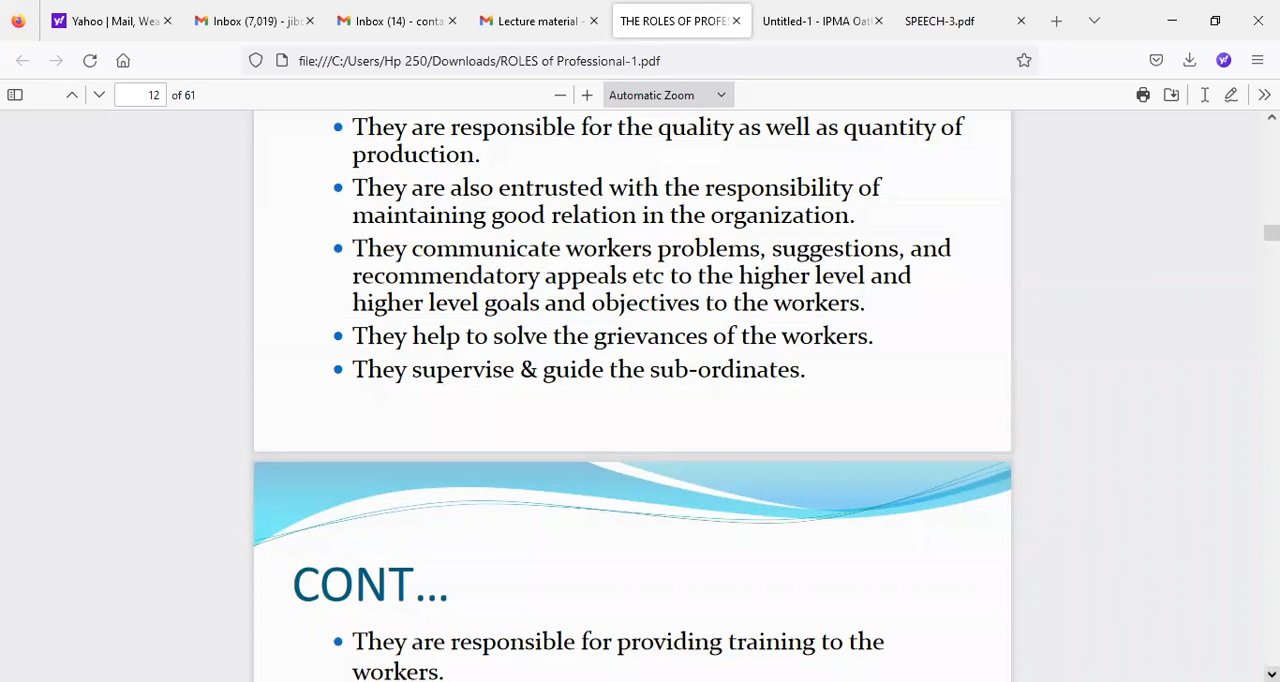 Yahoo | Mail, Wea
Inbox (7,019) - jibo
Inbox (14) - conta
Lecture material -
THE ROLES OF PROFES
Untitled-1 - IPMA Oath
SPEECH-3.pdf
file:///C:/Users/Hp 250/Downloads/ROLES of Professional-1.pdf
12 of 61
Automatic Zoom
• They are responsible for the quality as well as quantity of
production.
• They are also entrusted with the responsibility of
maintaining good relation in the organization.
• They communicate workers problems, suggestions, and
recommendatory appeals etc to the higher level and
higher level goals and objectives to the workers.
• They help to solve the grievances of the workers.
• They supervise & guide the sub-ordinates.
CONT...
• They are responsible for providing training to the
workers.